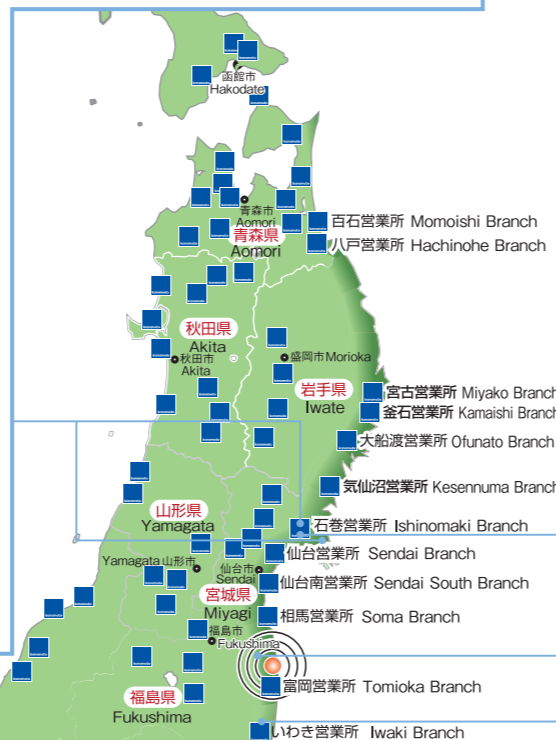 函館市
Hakodate
青森市
Aomori
青森県
Aomori
百石営業所 Momoishi Branch
八戸営業所 Hachinohe Branch
秋田県
Akita
秋田市
Akita
盛岡市 Morioka
岩手県
Iwate
宮古営業所 Miyako Branch
釜石営業所 Kamaishi Branch
大船渡営業所 Ofunato Branch
気仙沼営業所 Kesennuma Branch
山形県
Yamagata
石巻営業所 Ishinomaki Branch
Yamagata 山形市
仙台市
Sendai
仙台営業所 Sendai Branch
仙台南営業所 Sendai South Branch
宮城県
Miyagi
相馬営業所 Soma Branch
福島市
Fukushima
福島県
Fukushima
富岡営業所 Tomioka Branch
いわき営業所 Iwaki Branch